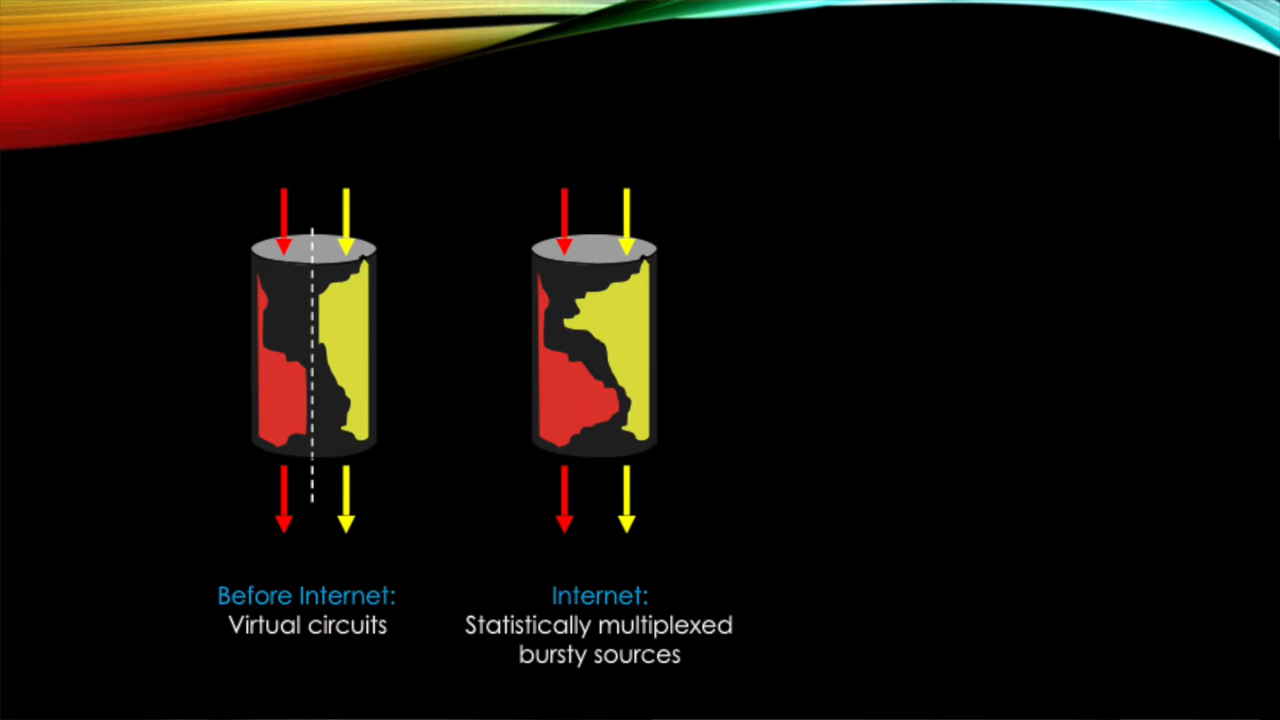 Before Internet:
Virtual circuits
Internet:
Statistically multiplexed
bursty sources